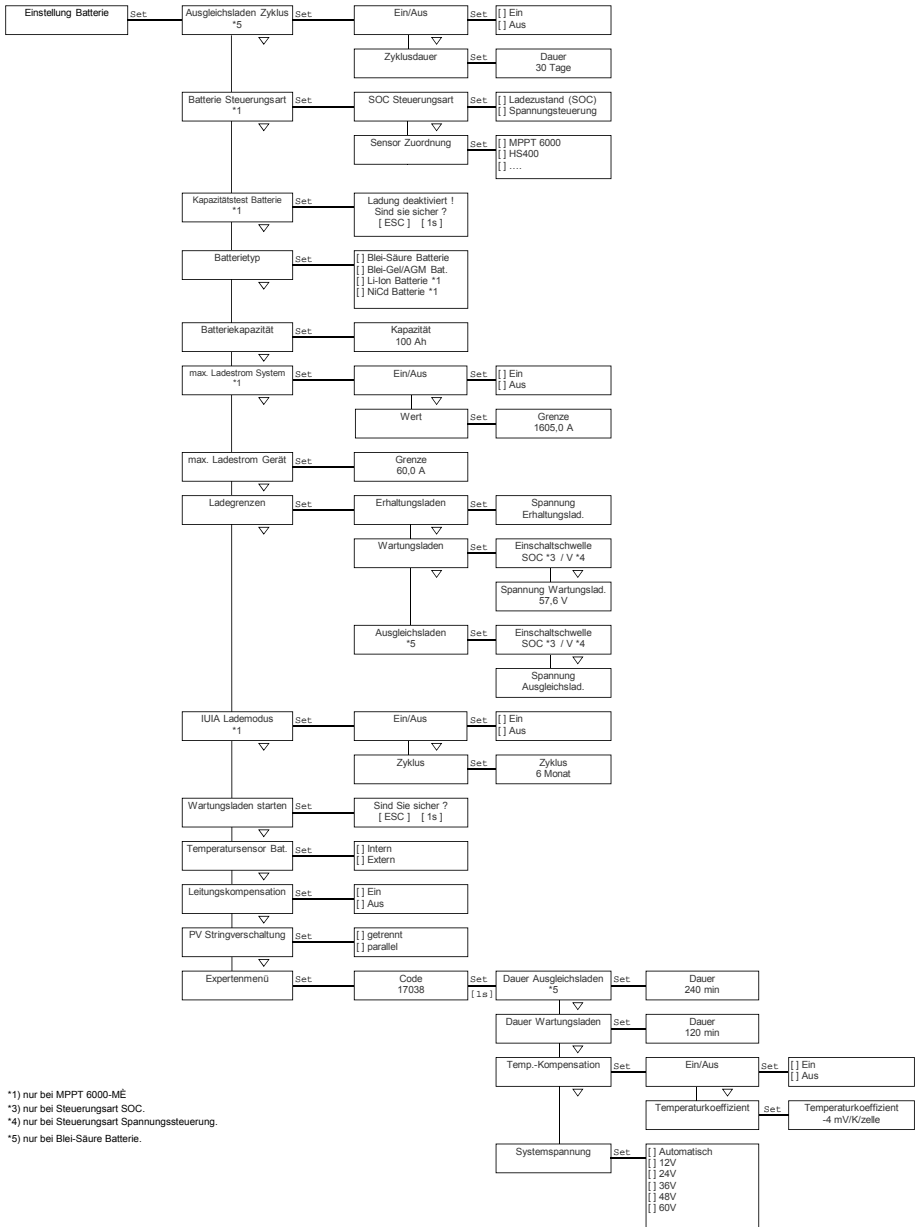 Einstellung Batterie Set Ausgleichsladen Zyklus Set Ein/Aus Set [ ] Ein
*5 [ ] Aus
Zyklusdauer Set Dauer
30 Tage
Batterie Steuerungsart Set SOC Steuerungsart Set [ ] Ladezustand (SOC)
*1 [ ] Spannungsteuerung
Sensor Zuordnung Set [ ] MPPT 6000
[ ] HS400
[ ] ....
Kapazitätstest Batterie Set Ladung deaktiviert !
*1 Sind sie sicher ?
[ ESC ] [ 1s ]
Batterietyp Set [ ] Blei-Säure Batterie
[ ] Blei-Gel/AGM Bat.
[ ] Li-Ion Batterie *1
[ ] NiCd Batterie *1
Batteriekapazität Set Kapazität
100 Ah
max. Ladestrom System Set Ein/Aus Set [ ] Ein
*1 [ ] Aus
Wert Set Grenze
1605,0 A
max. Ladestrom Gerät Set Grenze
60,0 A
Ladegrenzen Set Erhaltungsladen Set Spannung
Erhaltungslad.
Wartungsladen Set Einschaltschwelle
SOC *3 / V *4
Spannung Wartungslad.
57,6 V
Ausgleichsladen Set Einschaltschwelle
*5 SOC *3 / V *4
Spannung
Ausgleichslad.
IUIA Lademodus Set Ein/Aus Set [ ] Ein
*1 [ ] Aus
Zyklus Set Zyklus
6 Monat
Wartungsladen starten Set Sind Sie sicher ?
[ ESC ] [ 1s ]
Temperatursensor Bat. Set [ ] Intern
[ ] Extern
Leitungskompensation Set [ ] Ein
[ ] Aus
PV Stringverschaltung Set [ ] getrennt
[ ] parallel
Expertenmenü Set Code Set Dauer Ausgleichsladen Set Dauer
17038 [1s] *5 240 min
Dauer Wartungsladen Set Dauer
120 min
Temp.-Kompensation Set Ein/Aus Set [ ] Ein
[ ] Aus
Temperaturkoeffizient Set Temperaturkoeffizient
-4 mV/K/zelle
Systemspannung Set [ ] Automatisch
[ ] 12V
[ ] 24V
[ ] 36V
[ ] 48V
[ ] 60V
*1) nur bei MPPT 6000-MÈ
*3) nur bei Steuerungsart SOC.
*4) nur bei Steuerungsart Spannungssteuerung.
*5) nur bei Blei-Säure Batterie.